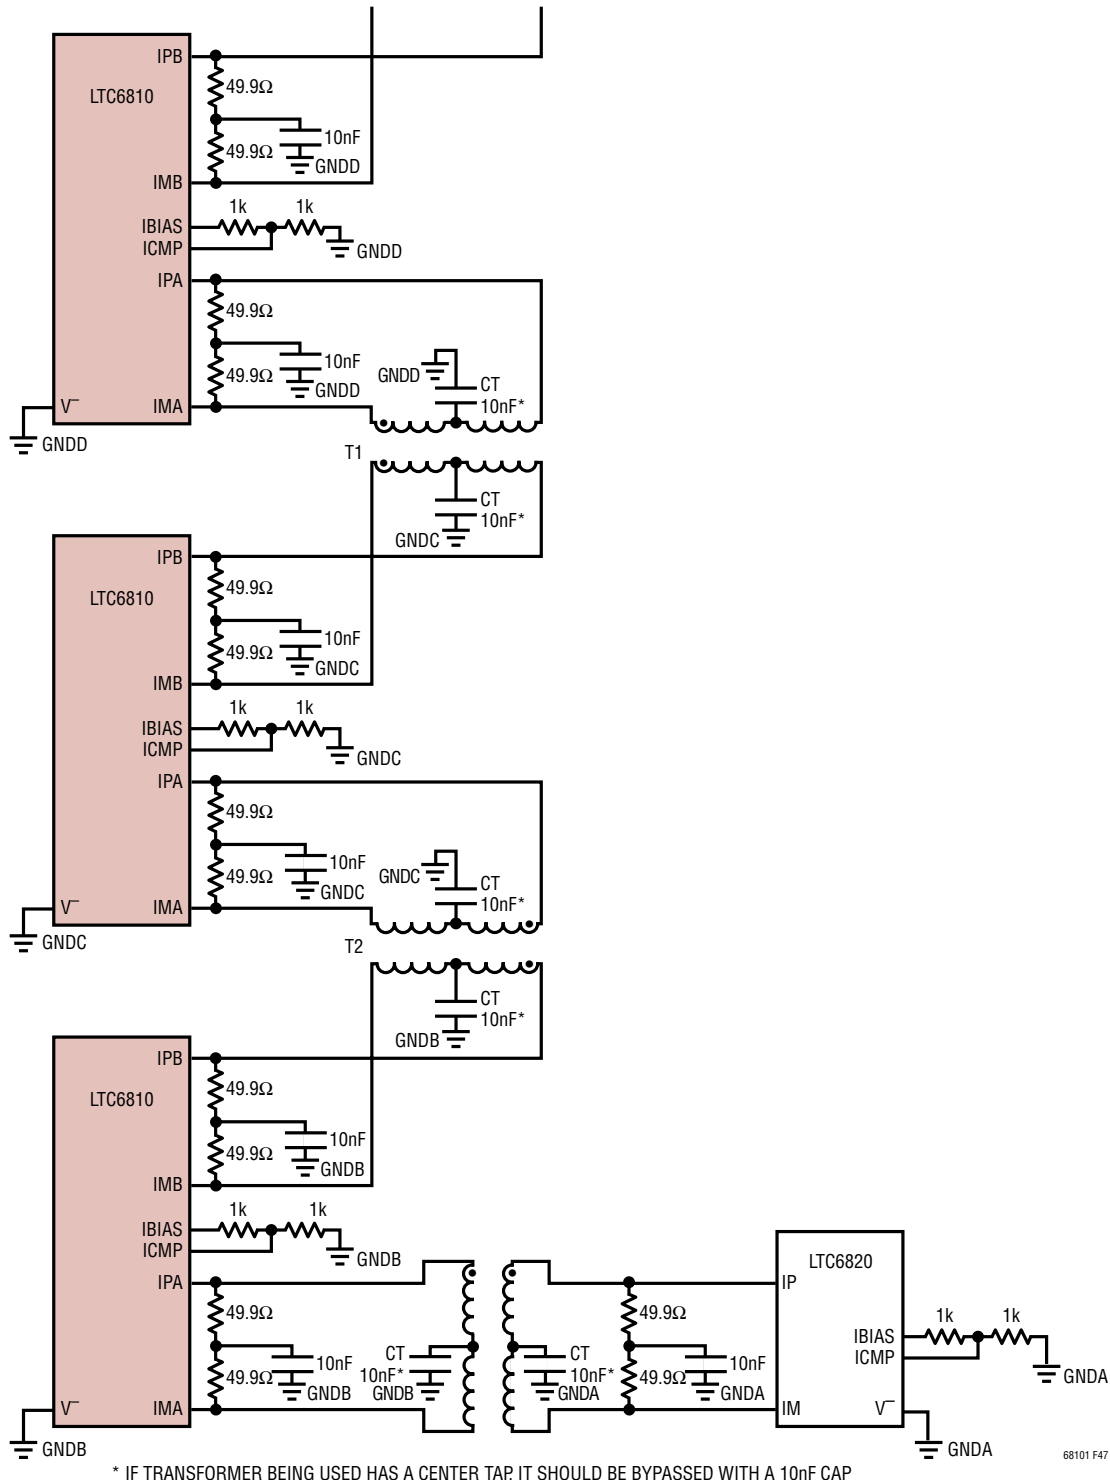 IPB
49.9Ω
LTC6810
10nF
49.9Ω
GNDD
IMB
1k 1k
IBIAS
ICMP
GNDD
IPA
49.9Ω
10nF
GNDD
CT
49.9Ω
GNDD
10nF*
V– IMA
GNDD
T1
CT
10nF*
GNDC
IPB
49.9Ω
LTC6810
10nF
49.9Ω
GNDC
IMB
1k 1k
IBIAS
ICMP
GNDC
IPA
49.9Ω
10nF
GNDC
CT
49.9Ω
GNDC
10nF*
V– IMA
GNDC
T2
CT
10nF*
GNDB
IPB
49.9Ω
LTC6810
10nF
49.9Ω
GNDB
IMB
1k 1k
IBIAS
ICMP
GNDB
IPA
49.9Ω
10nF
49.9Ω
GNDB
V– IMA
GNDB
CT
10nF*
GNDB
CT
10nF*
GNDA
49.9Ω
10nF
49.9Ω
GNDA
LTC6820
IP
IBIAS
ICMP
1k 1k
GNDA
IM V–
GNDA
68101 F47
* IF TRANSFORMER BEING USED HAS A CENTER TAP, IT SHOULD BE BYPASSED WITH A 10nF CAP